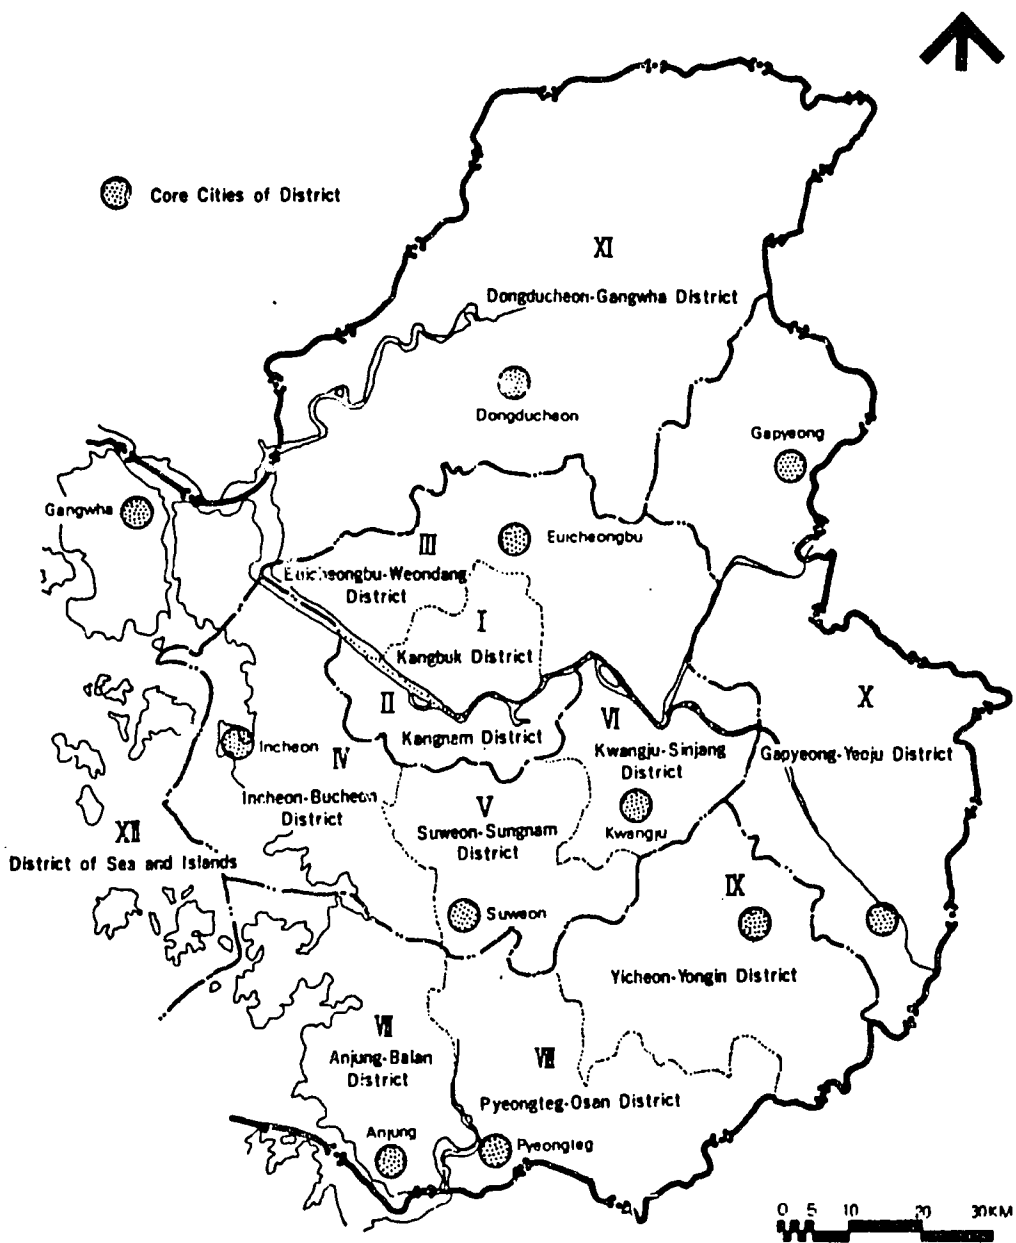 Core Cities of District
XI
Dongducheon-Gangwha District
Dongducheon
Gapyeong
Gangwha
Euicheongbu
III
Euicheongbu-Weondang
District
I
Kangbuk District
II
Kangnam District
VI
Kwangju-Sinjang
District
Kwangju
X
Gapyeong-Yeoju District
Incheon
IV
Incheon-Bucheon
District
V
Suweon-Sungnam
District
XII
District of Sea and Islands
Suweon
IX
Yicheon-Yongin District
VII
Anjung-Balan
District
VIII
Pyeongteg-Osan District
Anjung
Pyeongteg
0 5 10 20 30KM